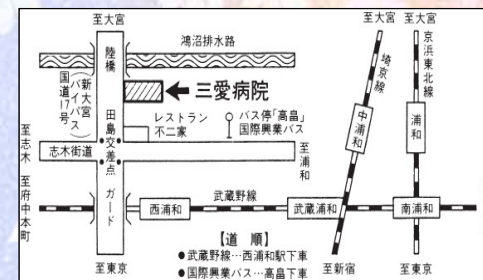 至大宮
至大宮
至大宮
鴻沼排水路
陸橋
三愛病院
新大宮バイパス
国道17号
レストラン
不二家
バス停「高畠」
国際興業バス
埼京線
京浜東北線
中浦和
浦和
至志木
志木街道
田島交差点
至浦和
ガード
至府中本町
西浦和
武蔵野線
武蔵浦和
南浦和
【道 順】
●武蔵野線…西浦和駅下車
●国際興業バス…高畠下車
至東京
至新宿
至東京